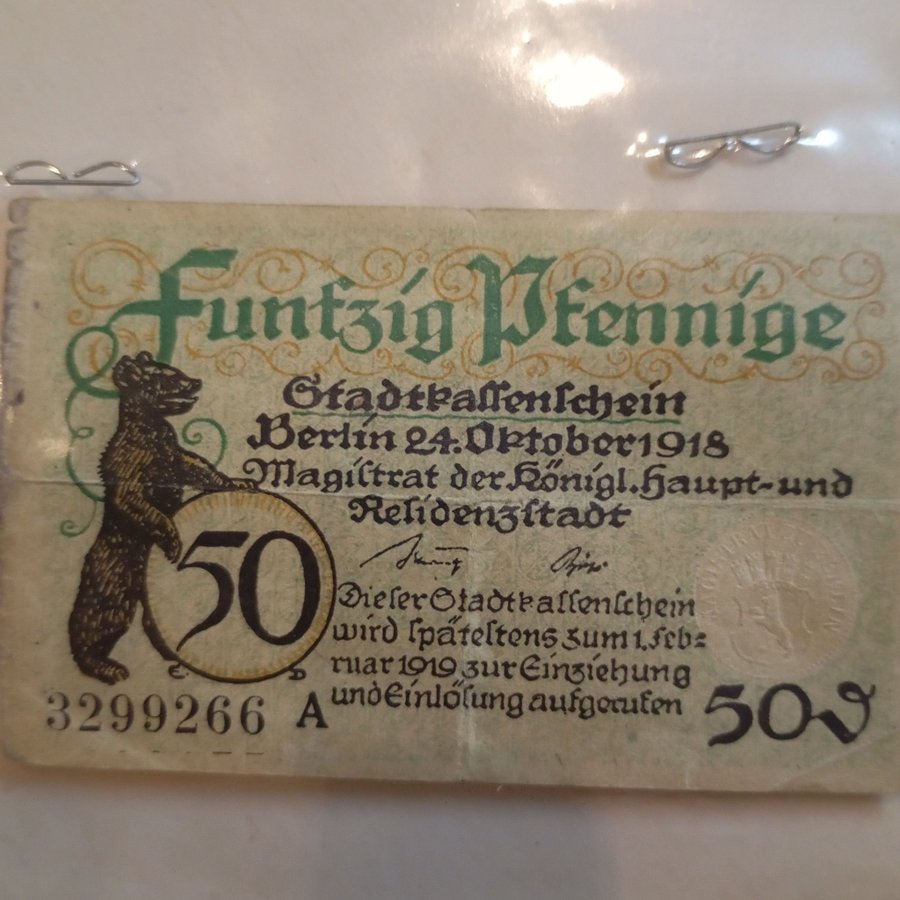 Funfzig Pfennige
Stadtkassenschein
Berlin 24. Oktober 1918
Magistrat der Königl. Haupt- und
Residenzstadt
50
Dieser Stadtkassenschein
wird spätestens zum 1. Feb=
ruar 1919 zur Einziehung
und Einlösung aufgerufen
3299266 A
50 ₰